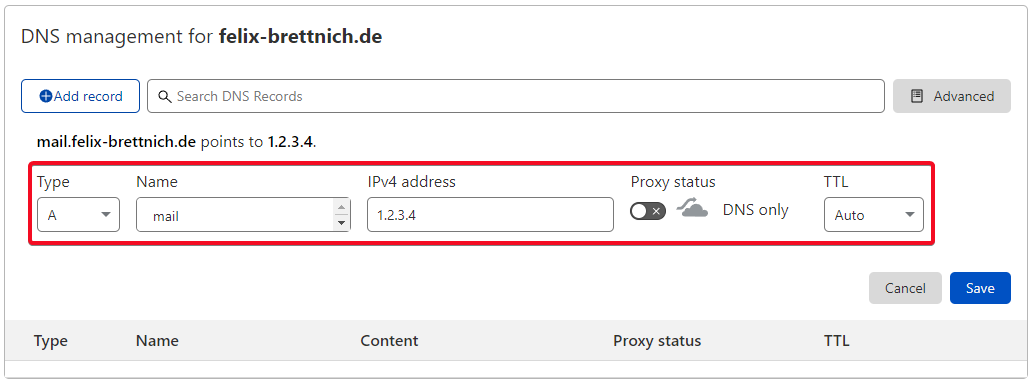 DNS management for felix-brettnich.de
Add record
Search DNS Records
Advanced
mail.felix-brettnich.de points to 1.2.3.4.
Type Name IPv4 address Proxy status TTL
A mail 1.2.3.4 DNS only Auto
Cancel Save
Type Name Content Proxy status TTL